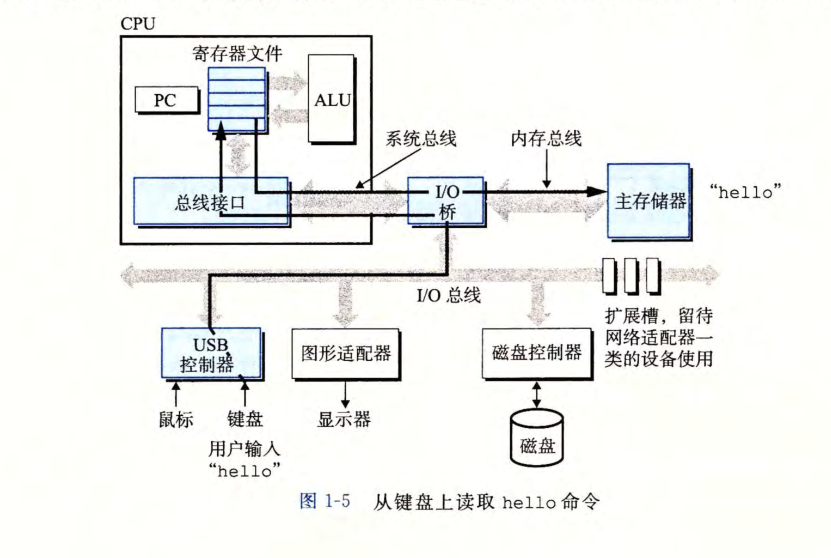 CPU
寄存器文件
PC
ALU
系统总线
内存总线
总线接口
I/O
桥
主存储器
“hello”
I/O 总线
扩展槽，留待
网络适配器一
类的设备使用
USB
控制器
图形适配器
磁盘控制器
鼠标
键盘
显示器
用户输入
“hello”
磁盘
图 1-5 从键盘上读取 hello 命令